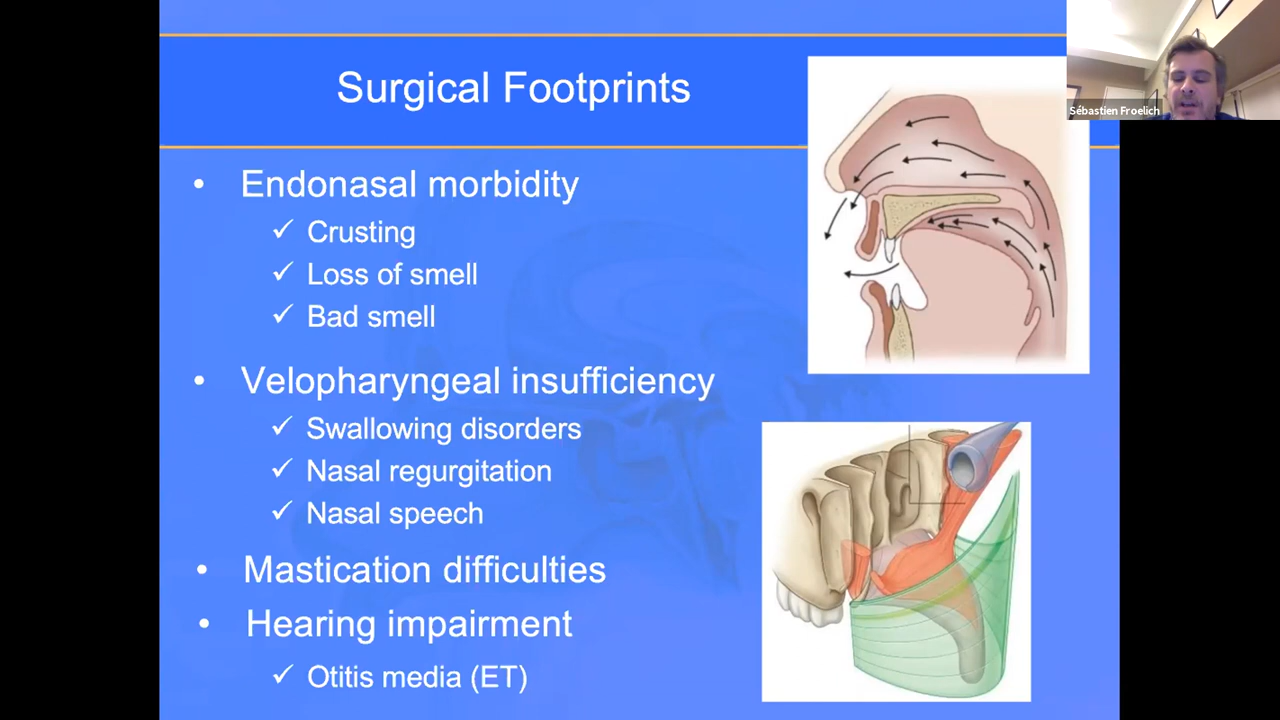 Surgical Footprints
Sébastien Froelich
• Endonasal morbidity
✓ Crusting
✓ Loss of smell
✓ Bad smell
• Velopharyngeal insufficiency
✓ Swallowing disorders
✓ Nasal regurgitation
✓ Nasal speech
• Mastication difficulties
• Hearing impairment
✓ Otitis media (ET)